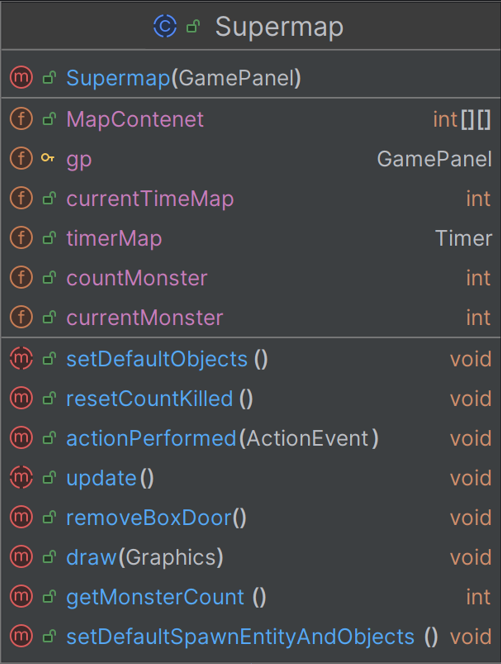 C Supermap
m Supermap(GamePanel)
f MapContenet int[][]
f gp GamePanel
f currentTimeMap int
f timerMap Timer
f countMonster int
f currentMonster int
m setDefaultObjects () void
m resetCountKilled () void
m actionPerformed(ActionEvent) void
m update() void
m removeBoxDoor() void
m draw(Graphics) void
m getMonsterCount () int
m setDefaultSpawnEntityAndObjects () void